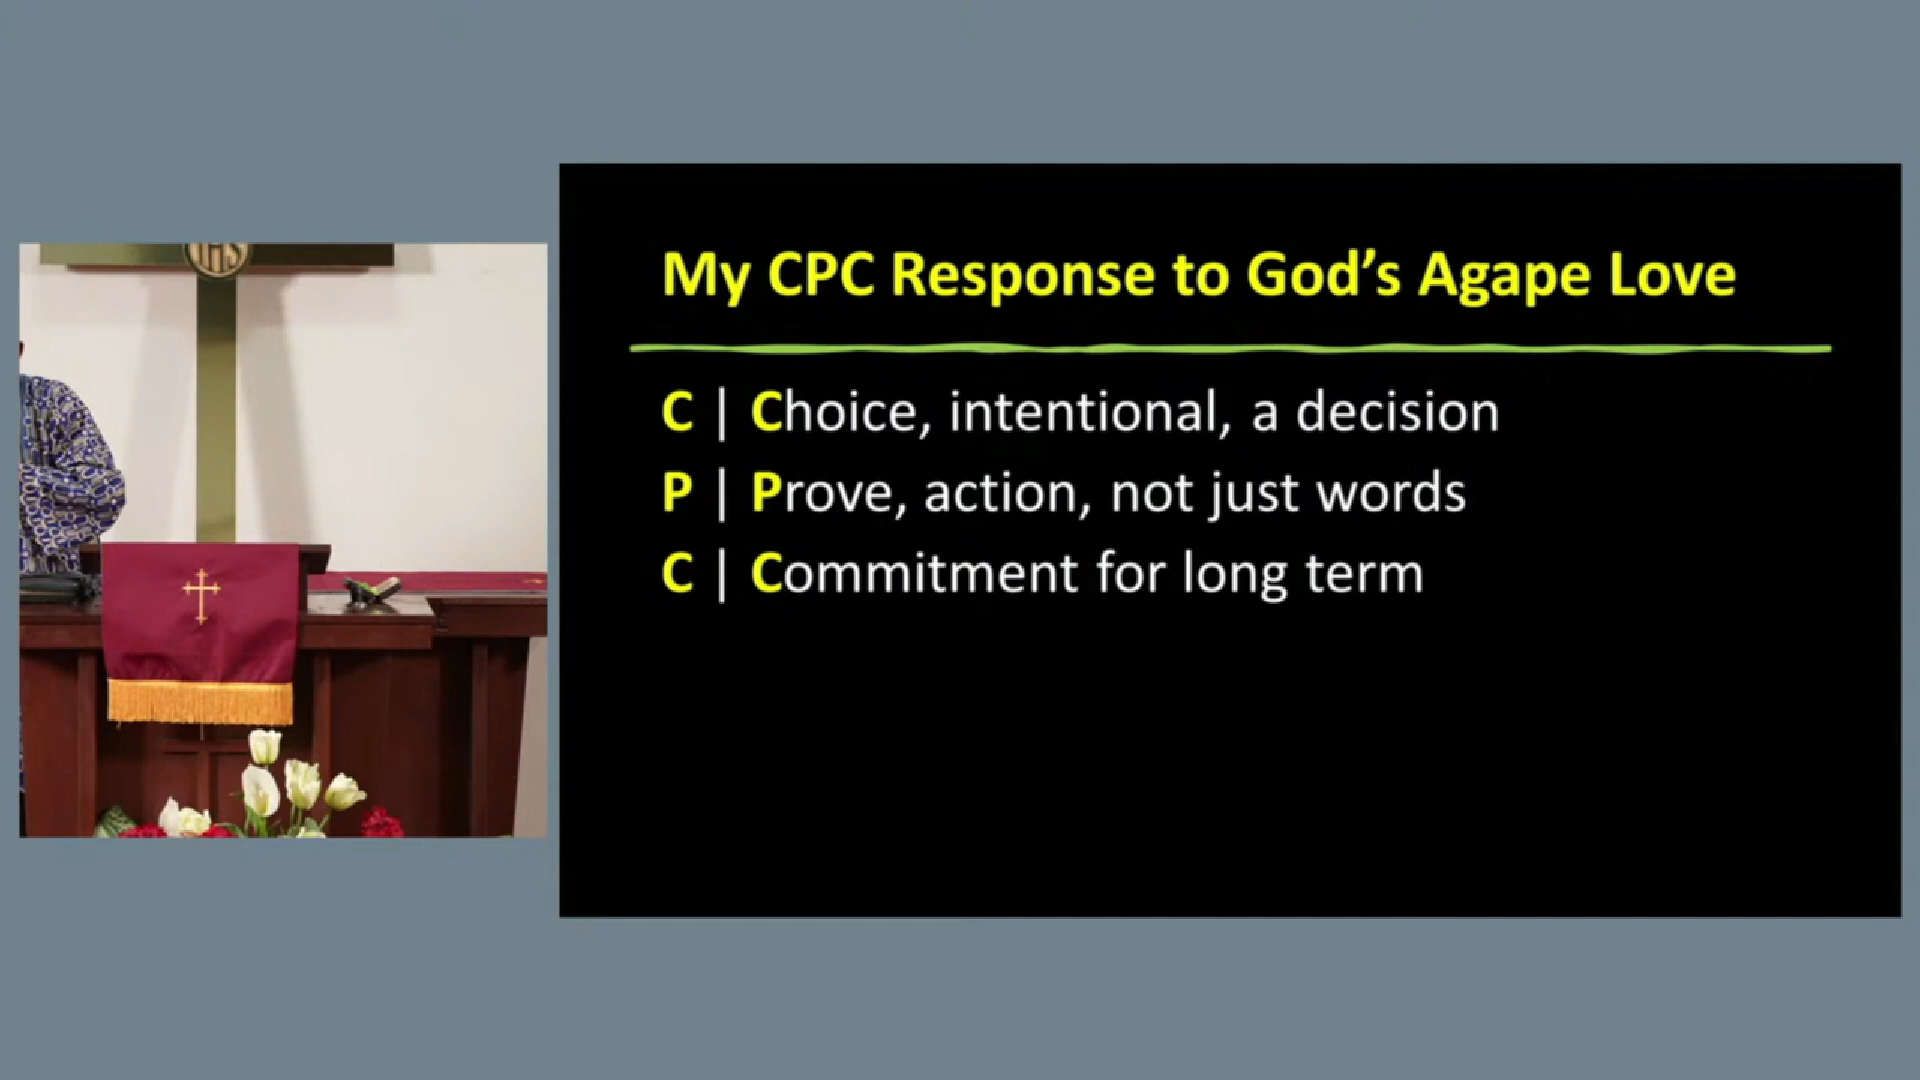 IHS
My CPC Response to God’s Agape Love
C | Choice, intentional, a decision
P | Prove, action, not just words
C | Commitment for long term